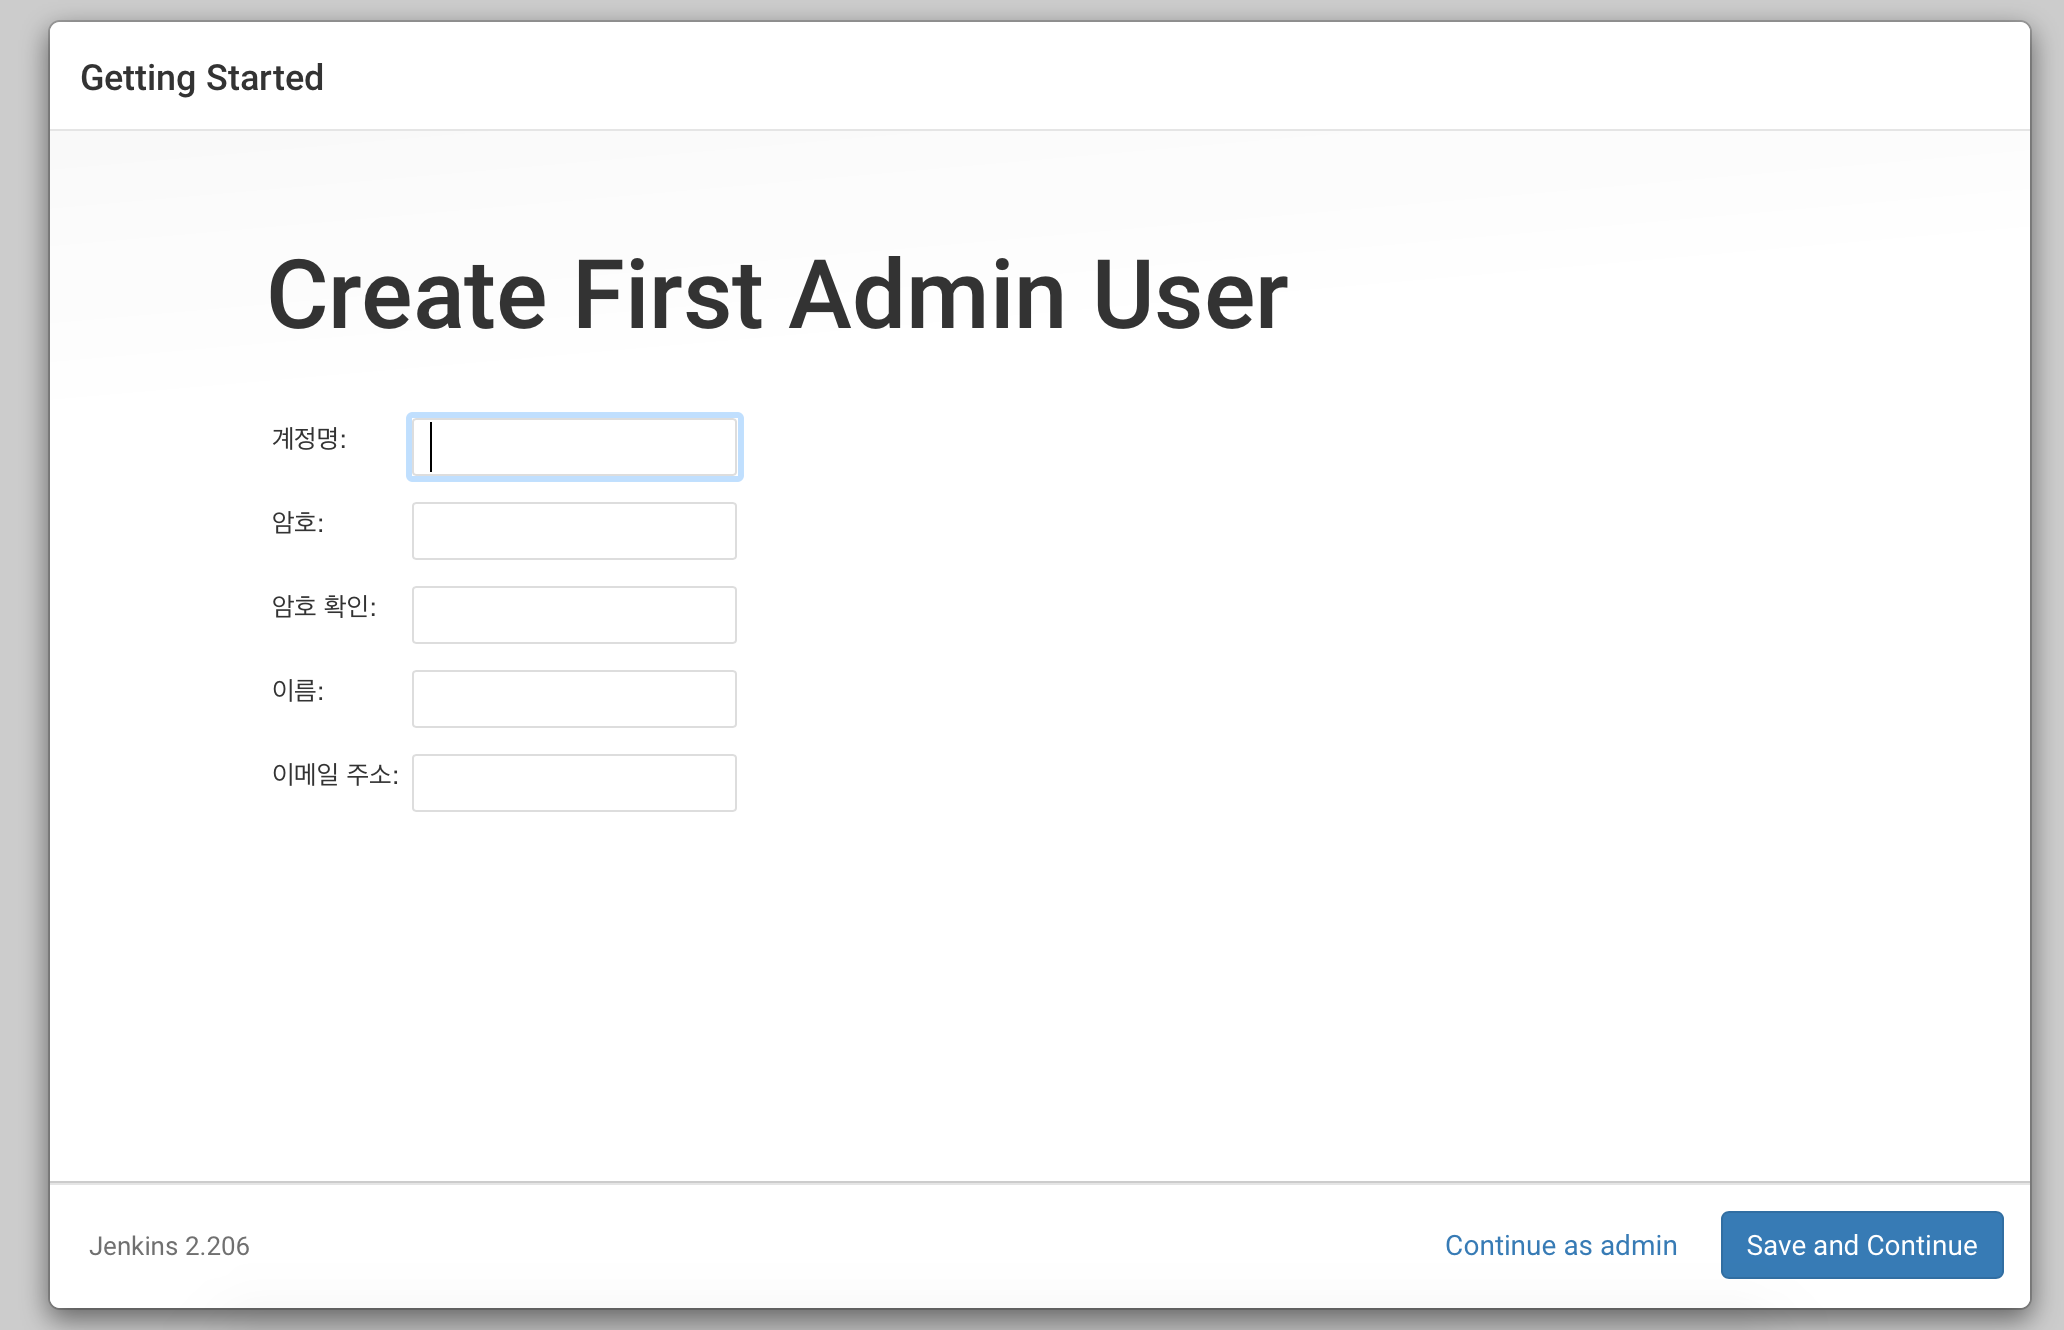 Getting Started
Create First Admin User
계정명:
암호:
암호 확인:
이름:
이메일 주소:
Jenkins 2.206
Continue as admin
Save and Continue